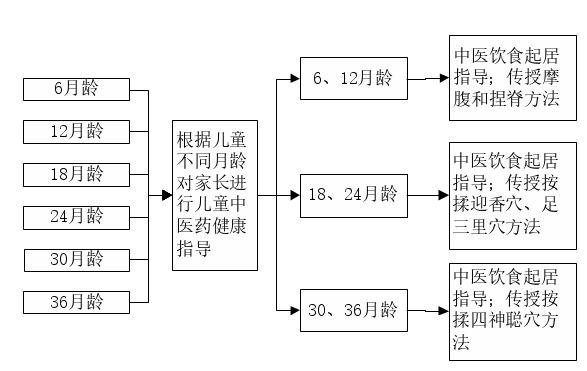 6月龄
12月龄
18月龄
24月龄
30月龄
36月龄
根据儿童
不同月龄
对家长进
行儿童中
医药健康
指导
6、12月龄
18、24月龄
30、36月龄
中医饮食起居
指导；传授摩
腹和捏脊方法
中医饮食起居
指导；传授按
揉迎香穴、足
三里穴方法
中医饮食起居
指导；传授按
揉四神聪穴方
法